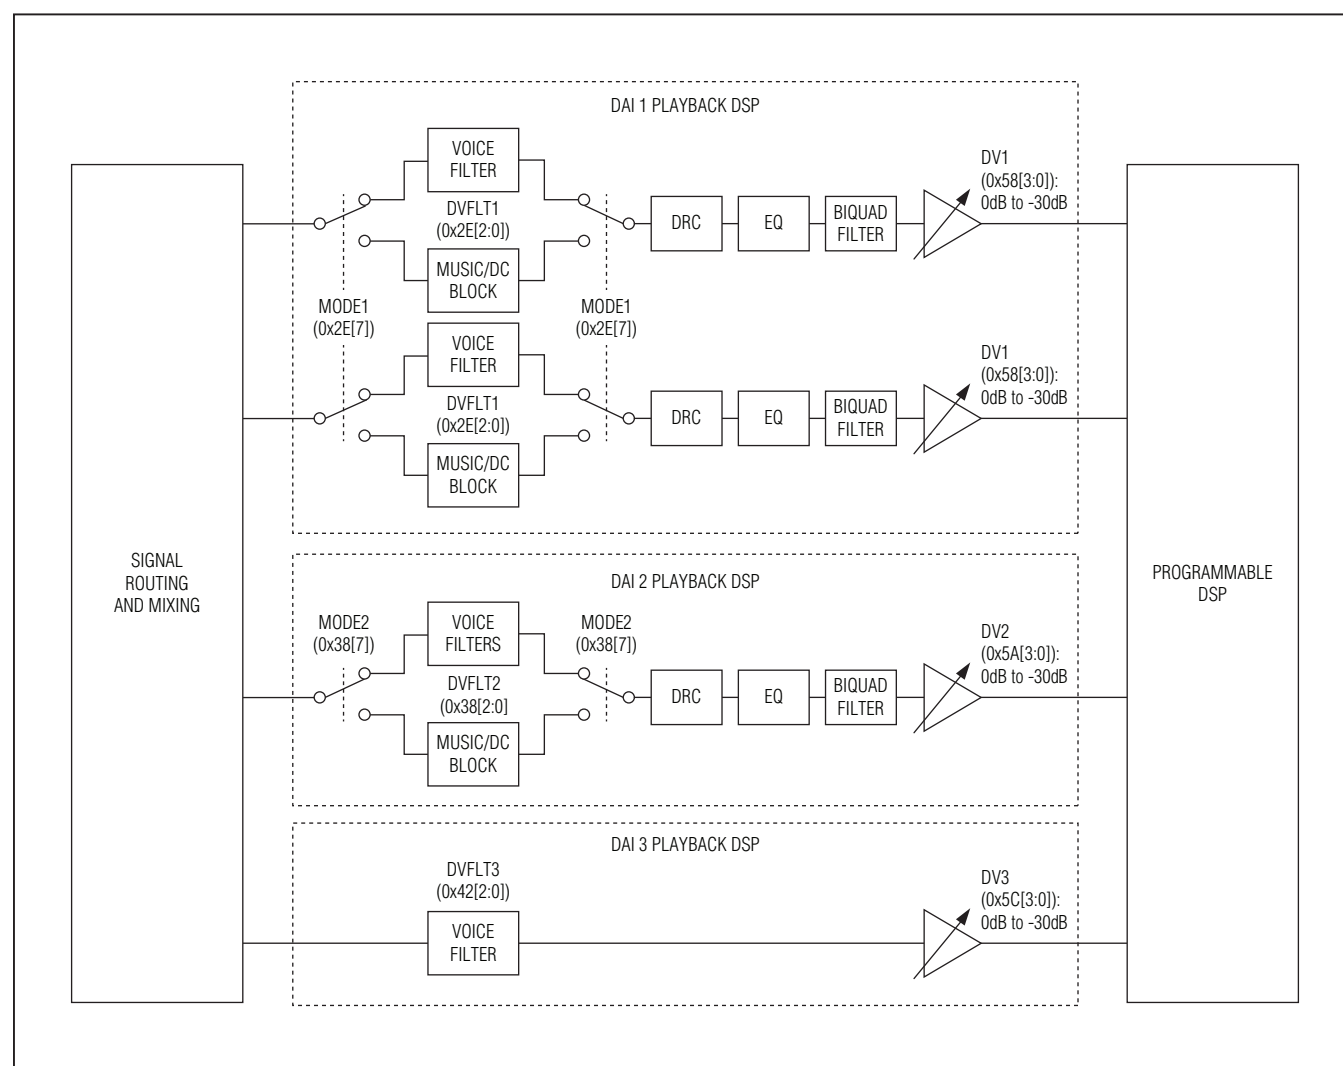 DAI 1 PLAYBACK DSP
VOICE
FILTER
DVFLT1
(0x2E[2:0])
MUSIC/DC
BLOCK
MODE1
(0x2E[7])
MODE1
(0x2E[7])
DRC
EQ
BIQUAD
FILTER
DV1
(0x58[3:0]):
0dB to -30dB
VOICE
FILTER
DVFLT1
(0x2E[2:0])
MUSIC/DC
BLOCK
DRC
EQ
BIQUAD
FILTER
DV1
(0x58[3:0]):
0dB to -30dB
SIGNAL
ROUTING
AND MIXING
PROGRAMMABLE
DSP
DAI 2 PLAYBACK DSP
MODE2
(0x38[7])
VOICE
FILTERS
DVFLT2
(0x38[2:0]
MUSIC/DC
BLOCK
MODE2
(0x38[7])
DRC
EQ
BIQUAD
FILTER
DV2
(0x5A[3:0]):
0dB to -30dB
DAI 3 PLAYBACK DSP
DVFLT3
(0x42[2:0])
VOICE
FILTER
DV3
(0x5C[3:0]):
0dB to -30dB